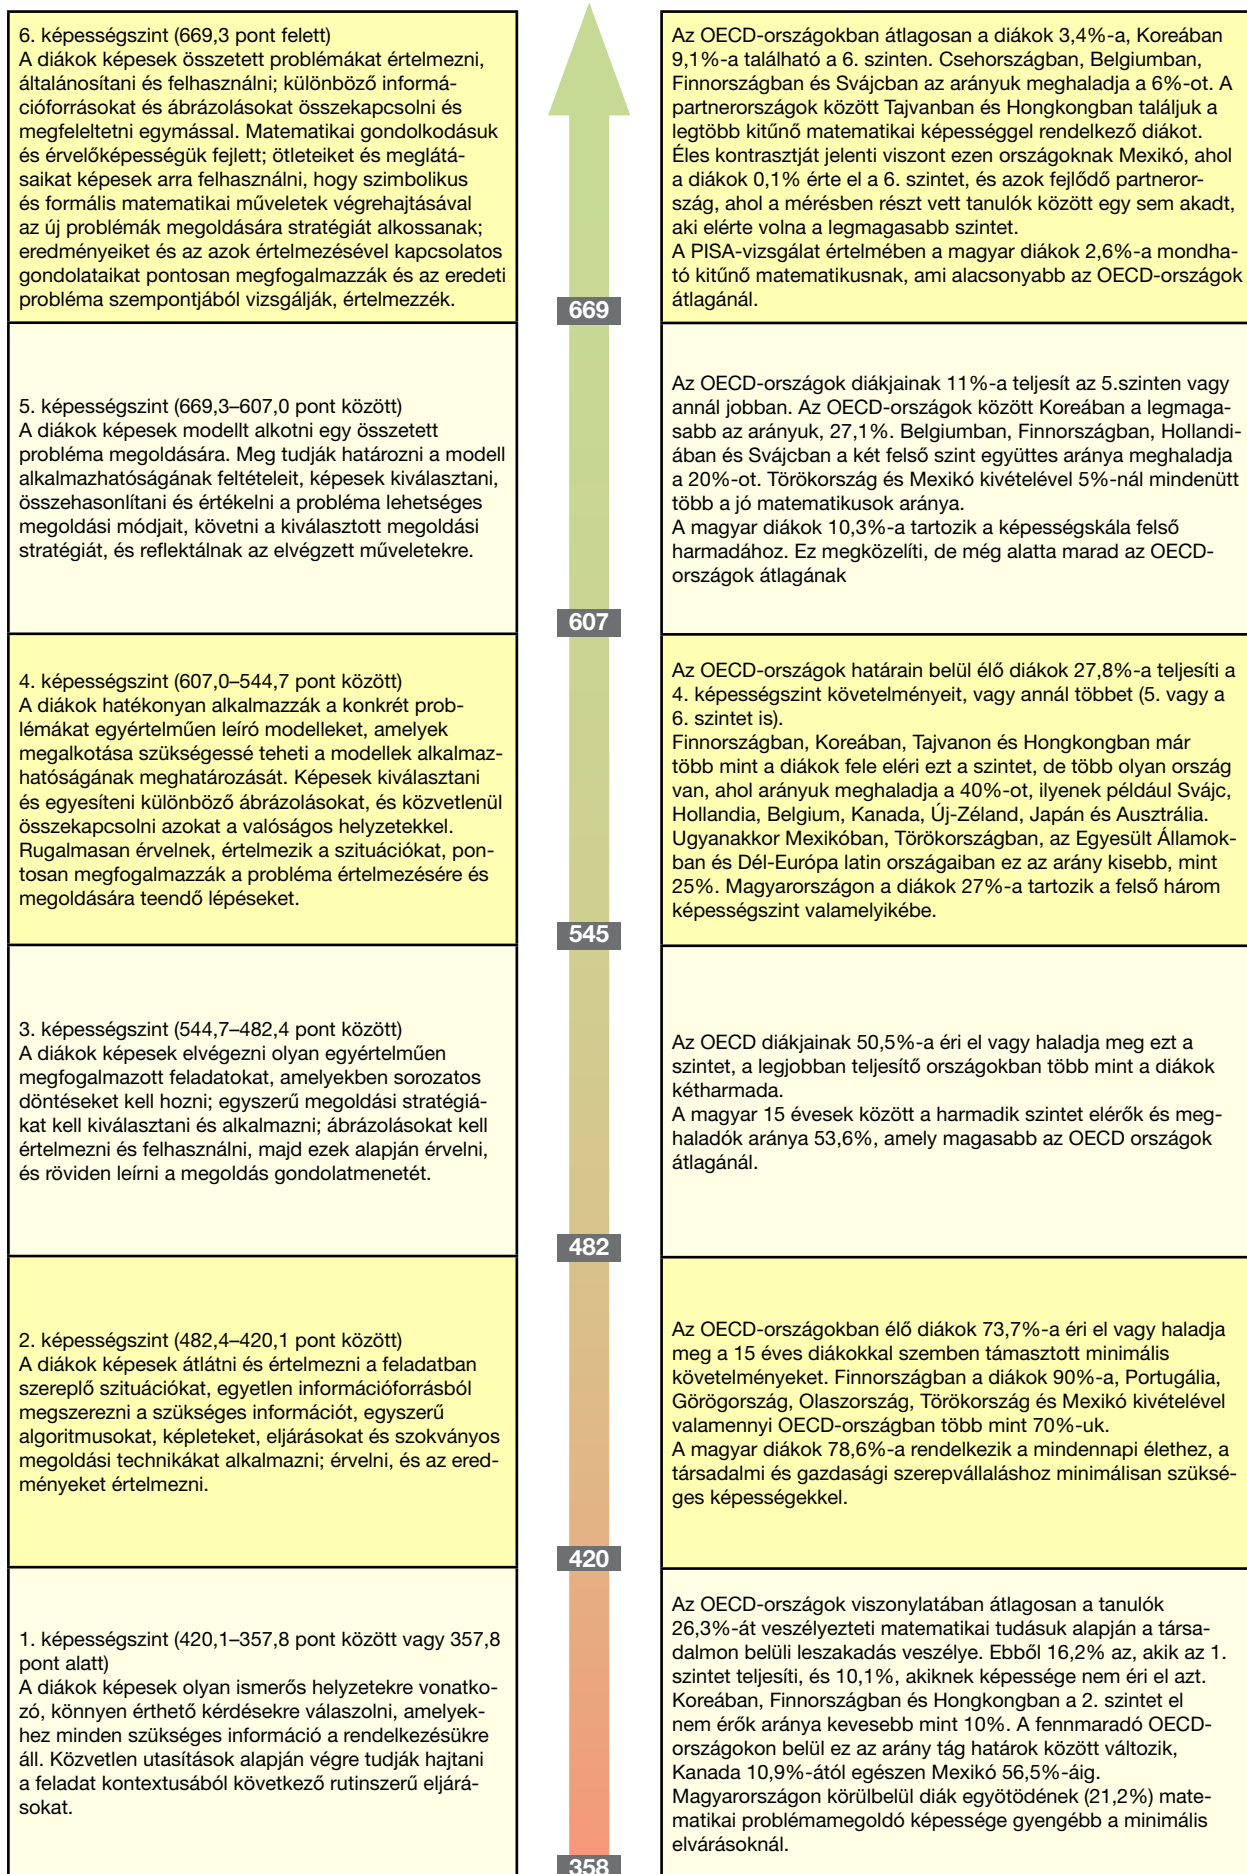 6. képességszint (669,3 pont felett)
A diákok képesek összetett problémákat értelmezni,
általánosítani és felhasználni; különböző informá-
cióforrásokat és ábrázolásokat összekapcsolni és
megfeleltetni egymással. Matematikai gondolkodásuk
és érvelőképességük fejlett; ötleteiket és meglátá-
saikat képesek arra felhasználni, hogy szimbolikus
és formális matematikai műveletek végrehajtásával
az új problémák megoldására stratégiát alkossanak;
eredményeiket és az azok értelmezésével kapcsolatos
gondolataikat pontosan megfogalmazzák és az eredeti
probléma szempontjából vizsgálják, értelmezzék.
Az OECD-országokban átlagosan a diákok 3,4%-a, Koreában
9,1%-a található a 6. szinten. Csehországban, Belgiumban,
Finnországban és Svájcban az arányuk meghaladja a 6%-ot. A
partnerországok között Tajvanban és Hongkongban találjuk a
legtöbb kitűnő matematikai képességgel rendelkező diákot.
Éles kontrasztját jelenti viszont ezen országoknak Mexikó, ahol
a diákok 0,1% érte el a 6. szintet, és azok fejlődő partneror-
szág, ahol a mérésben részt vett tanulók között egy sem akadt,
aki elérte volna a legmagasabb szintet.
A PISA-vizsgálat értelmében a magyar diákok 2,6%-a mondha-
tó kitűnő matematikusnak, ami alacsonyabb az OECD-országok
átlagánál.
669
5. képességszint (669,3–607,0 pont között)
A diákok képesek modellt alkotni egy összetett
probléma megoldására. Meg tudják határozni a modell
alkalmazhatóságának feltételeit, képesek kiválasztani,
összehasonlítani és értékelni a probléma lehetséges
megoldási módjait, követni a kiválasztott megoldási
stratégiát, és reflektálnak az elvégzett műveletekre.
Az OECD-országok diákjainak 11%-a teljesít az 5.szinten vagy
annál jobban. Az OECD-országok között Koreában a legmaga-
sabb az arányuk, 27,1%. Belgiumban, Finnországban, Hollandi-
ában és Svájcban a két felső szint együttes aránya meghaladja
a 20%-ot. Törökország és Mexikó kivételével 5%-nál mindenütt
több a jó matematikusok aránya.
A magyar diákok 10,3%-a tartozik a képességskála felső
harmadához. Ez megközelíti, de még alatta marad az OECD-
országok átlagának
607
4. képességszint (607,0–544,7 pont között)
A diákok hatékonyan alkalmazzák a konkrét prob-
lémákat egyértelműen leíró modelleket, amelyek
megalkotása szükségessé teheti a modellek alkalmaz-
hatóságának meghatározását. Képesek kiválasztani
és egyesíteni különböző ábrázolásokat, és közvetlenül
összekapcsolni azokat a valóságos helyzetekkel.
Rugalmasan érvelnek, értelmezik a szituációkat, pon-
tosan megfogalmazzák a probléma értelmezésére és
megoldására teendő lépéseket.
Az OECD-országok határain belül élő diákok 27,8%-a teljesíti a
4. képességszint követelményeit, vagy annál többet (5. vagy a
6. szintet is).
Finnországban, Koreában, Tajvanon és Hongkongban már
több mint a diákok fele eléri ezt a szintet, de több olyan ország
van, ahol arányuk meghaladja a 40%-ot, ilyenek például Svájc,
Hollandia, Belgium, Kanada, Új-Zéland, Japán és Ausztrália.
Ugyanakkor Mexikóban, Törökországban, az Egyesült Államok-
ban és Dél-Európa latin országaiban ez az arány kisebb, mint
25%. Magyarországon a diákok 27%-a tartozik a felső három
képességszint valamelyikébe.
545
3. képességszint (544,7–482,4 pont között)
A diákok képesek elvégezni olyan egyértelműen
megfogalmazott feladatokat, amelyekben sorozatos
döntéseket kell hozni; egyszerű megoldási stratégiá-
kat kell kiválasztani és alkalmazni; ábrázolásokat kell
értelmezni és felhasználni, majd ezek alapján érvelni,
és röviden leírni a megoldás gondolatmenetét.
Az OECD diákjainak 50,5%-a éri el vagy haladja meg ezt a
szintet, a legjobban teljesítő országokban több mint a diákok
kétharmada.
A magyar 15 évesek között a harmadik szintet elérők és meg-
haladók aránya 53,6%, amely magasabb az OECD országok
átlagánál.
482
2. képességszint (482,4–420,1 pont között)
A diákok képesek átlátni és értelmezni a feladatban
szereplő szituációkat, egyetlen információforrásból
megszerezni a szükséges információt, egyszerű
algoritmusokat, képleteket, eljárásokat és szokványos
megoldási technikákat alkalmazni; érvelni, és az ered-
ményeket értelmezni.
Az OECD-országokban élő diákok 73,7%-a éri el vagy haladja
meg a 15 éves diákokkal szemben támasztott minimális
követelményeket. Finnországban a diákok 90%-a, Portugália,
Görögország, Olaszország, Törökország és Mexikó kivételével
valamennyi OECD-országban több mint 70%-uk.
A magyar diákok 78,6%-a rendelkezik a mindennapi élethez, a
társadalmi és gazdasági szerepvállaláshoz minimálisan szüksé-
ges képességekkel.
420
1. képességszint (420,1–357,8 pont között vagy 357,8
pont alatt)
A diákok képesek olyan ismerős helyzetekre vonatko-
zó, könnyen érthető kérdésekre válaszolni, amelyek-
hez minden szükséges információ a rendelkezésükre
áll. Közvetlen utasítások alapján végre tudják hajtani
a feladat kontextusából következő rutinszerű eljárá-
sokat.
Az OECD-országok viszonylatában átlagosan a tanulók
26,3%-át veszélyezteti matematikai tudásuk alapján a társa-
dalmon belüli leszakadás veszélye. Ebből 16,2% az, akik az 1.
szintet teljesíti, és 10,1%, akiknek képessége nem éri el azt.
Koreában, Finnországban és Hongkongban a 2. szintet el
nem érők aránya kevesebb mint 10%. A fennmaradó OECD-
országokon belül ez az arány tág határok között változik,
Kanada 10,9%-ától egészen Mexikó 56,5%-áig.
Magyarországon körülbelül diák egyötödének (21,2%) mate-
matikai problémamegoldó képessége gyengébb a minimális
elvárásoknál.
358